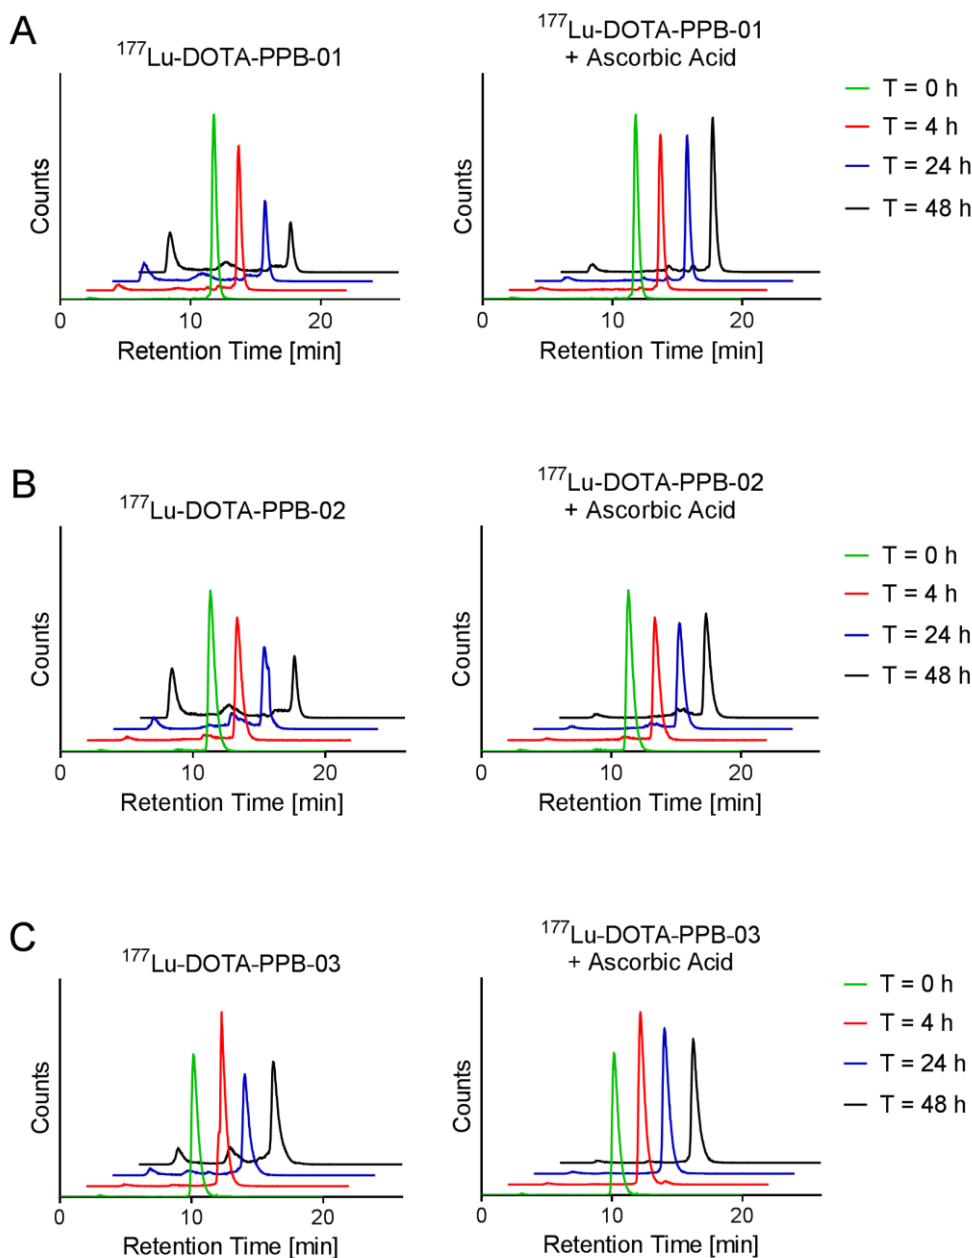 A
¹⁷⁷Lu-DOTA-PPB-01
Counts
0 10 20
Retention Time [min]
¹⁷⁷Lu-DOTA-PPB-01
+ Ascorbic Acid
Counts
0 10 20
Retention Time [min]
T = 0 h
T = 4 h
T = 24 h
T = 48 h
B
¹⁷⁷Lu-DOTA-PPB-02
Counts
0 10 20
Retention Time [min]
¹⁷⁷Lu-DOTA-PPB-02
+ Ascorbic Acid
Counts
0 10 20
Retention Time [min]
T = 0 h
T = 4 h
T = 24 h
T = 48 h
C
¹⁷⁷Lu-DOTA-PPB-03
Counts
0 10 20
Retention Time [min]
¹⁷⁷Lu-DOTA-PPB-03
+ Ascorbic Acid
Counts
0 10 20
Retention Time [min]
T = 0 h
T = 4 h
T = 24 h
T = 48 h